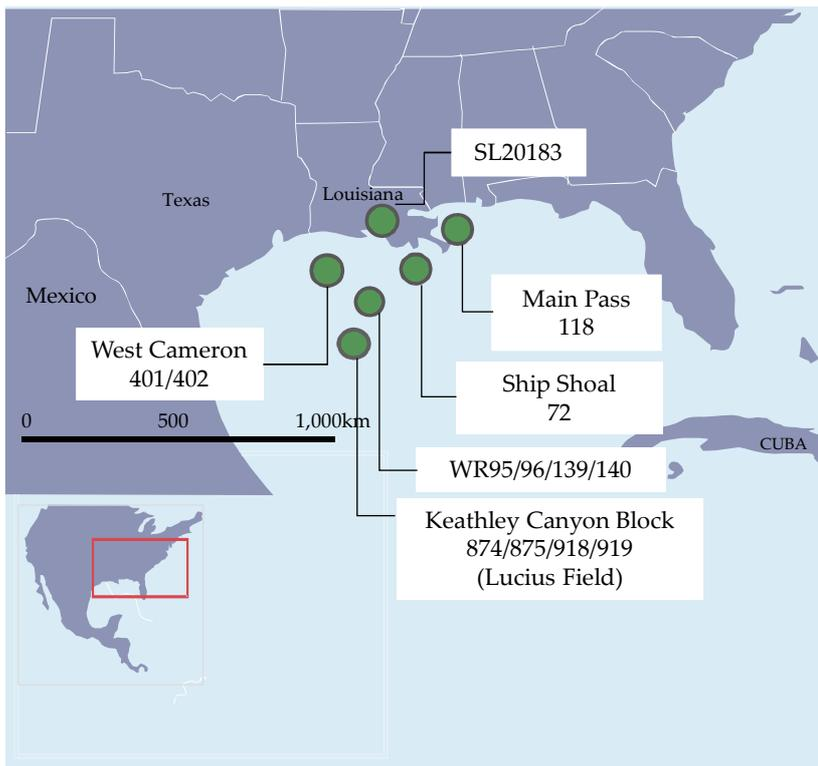 SL20183
Louisiana
Texas
Main Pass
118
Mexico
West Cameron
401/402
Ship Shoal
72
0 500 1,000km
CUBA
WR95/96/139/140
Keathley Canyon Block
874/875/918/919
(Lucius Field)